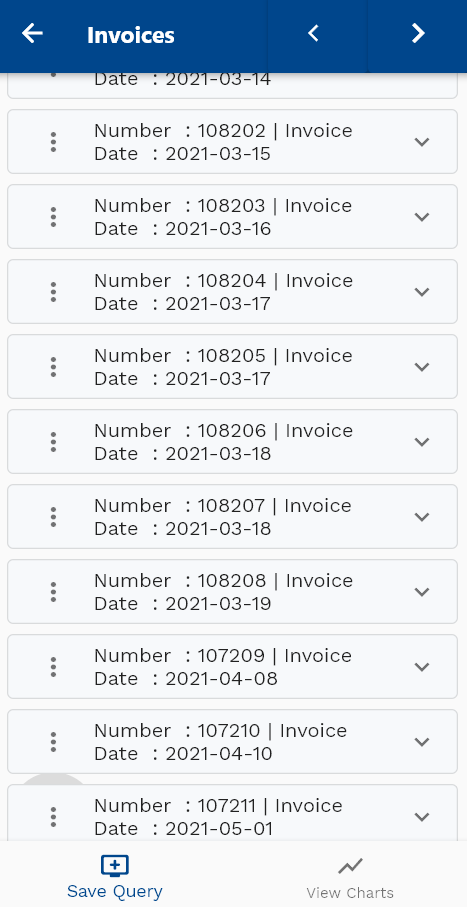 Invoices
Date : 2021-03-14
Number : 108202 | Invoice
Date : 2021-03-15
Number : 108203 | Invoice
Date : 2021-03-16
Number : 108204 | Invoice
Date : 2021-03-17
Number : 108205 | Invoice
Date : 2021-03-17
Number : 108206 | Invoice
Date : 2021-03-18
Number : 108207 | Invoice
Date : 2021-03-18
Number : 108208 | Invoice
Date : 2021-03-19
Number : 107209 | Invoice
Date : 2021-04-08
Number : 107210 | Invoice
Date : 2021-04-10
Number : 107211 | Invoice
Date : 2021-05-01
Save Query
View Charts